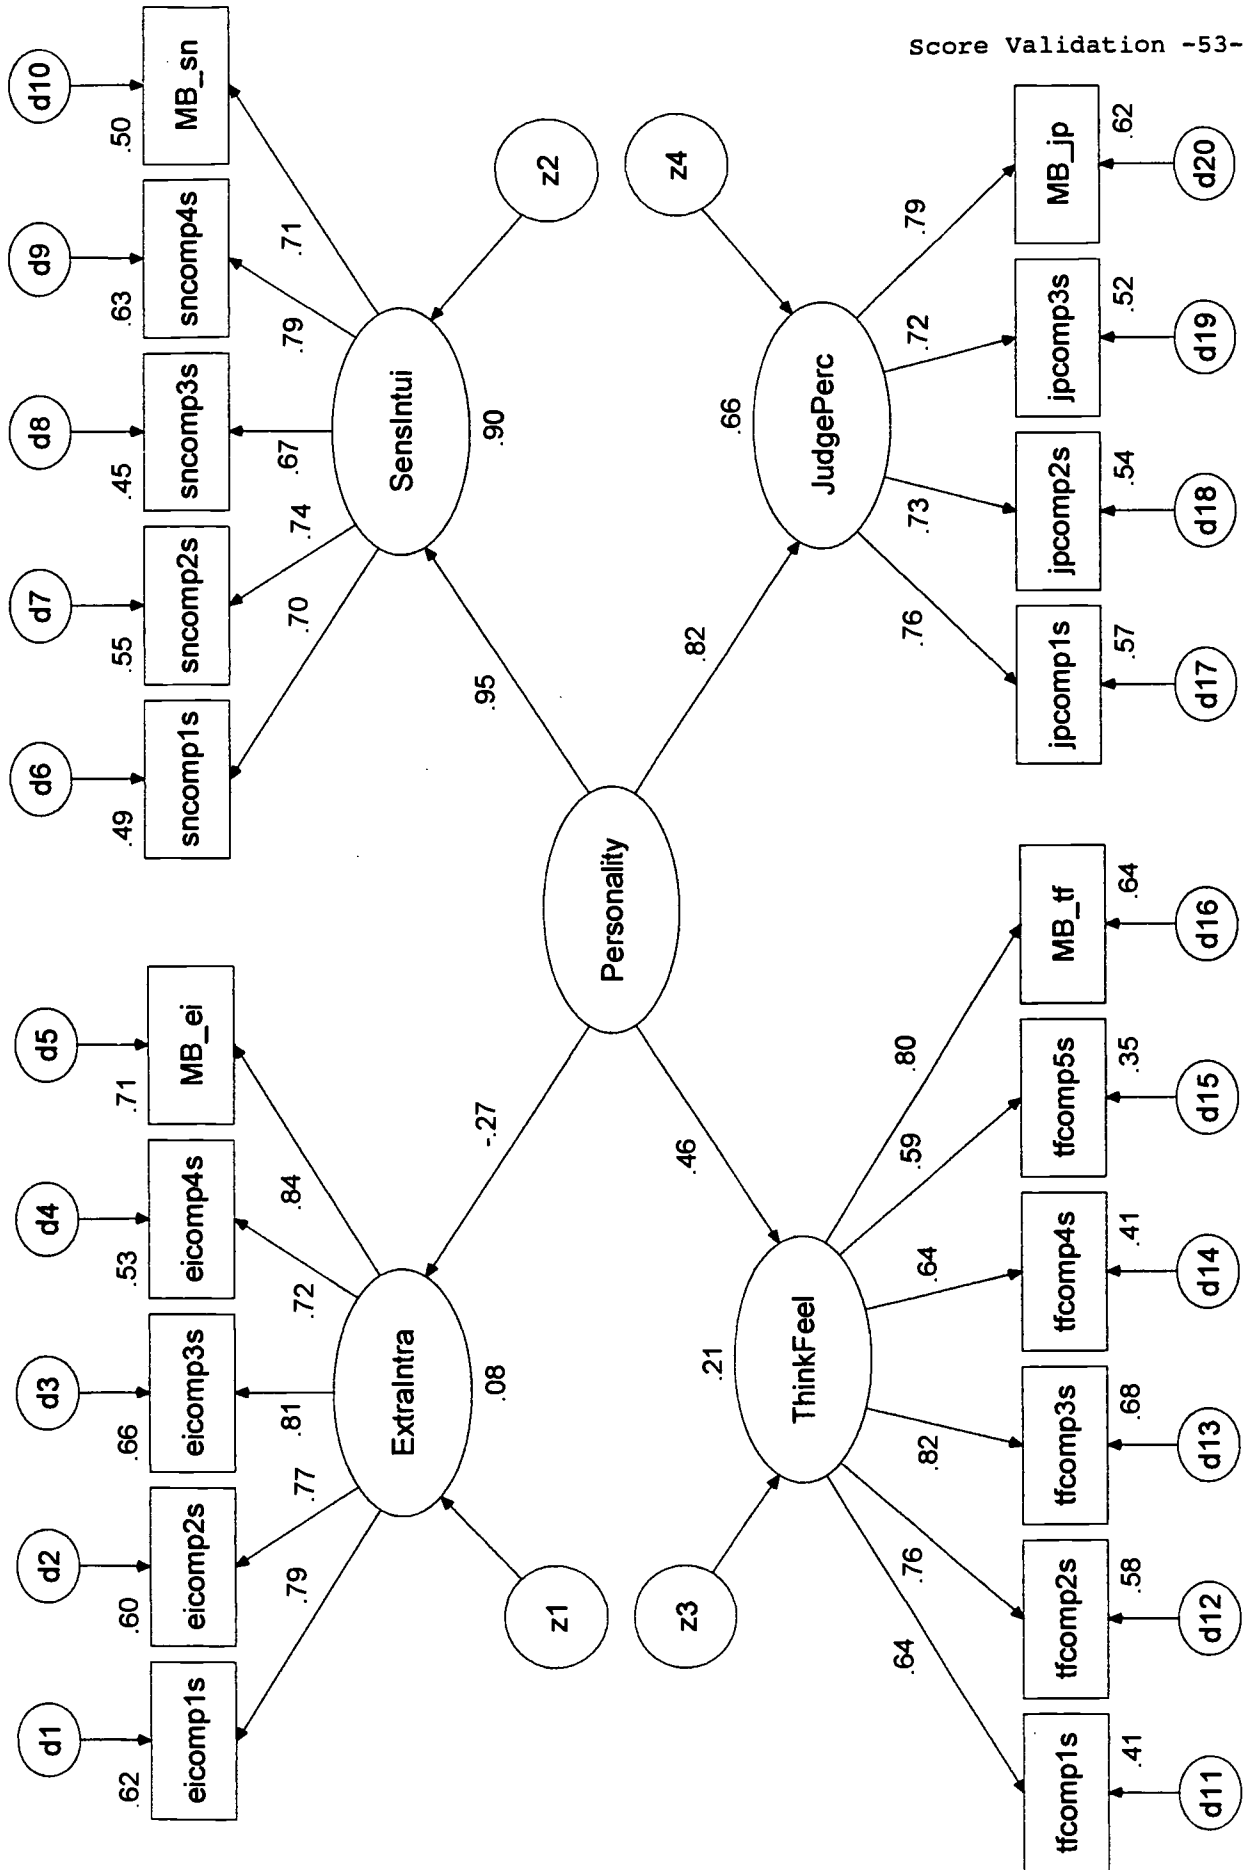 Score Validation -53-
d1
d2
d3
d4
d5
d6
d7
d8
d9
d10
.62
.60
.66
.53
.71
.49
.55
.45
.63
.50
eicomp1s
eicomp2s
eicomp3s
eicomp4s
MB_ei
sncomp1s
sncomp2s
sncomp3s
sncomp4s
MB_sn
.79
.77
.81
.72
.84
.70
.74
.67
.79
.71
ExtraIntra
.08
SensIntui
.90
z1
z2
-.27
.95
Personality
.46
.82
z3
z4
.21
ThinkFeel
.66
JudgePerc
.64
.76
.82
.64
.59
.80
.76
.73
.72
.79
tfcomp1s
tfcomp2s
tfcomp3s
tfcomp4s
tfcomp5s
MB_tf
jpcomp1s
jpcomp2s
jpcomp3s
MB_jp
.41
.58
.68
.41
.35
.64
.57
.54
.52
.62
d11
d12
d13
d14
d15
d16
d17
d18
d19
d20